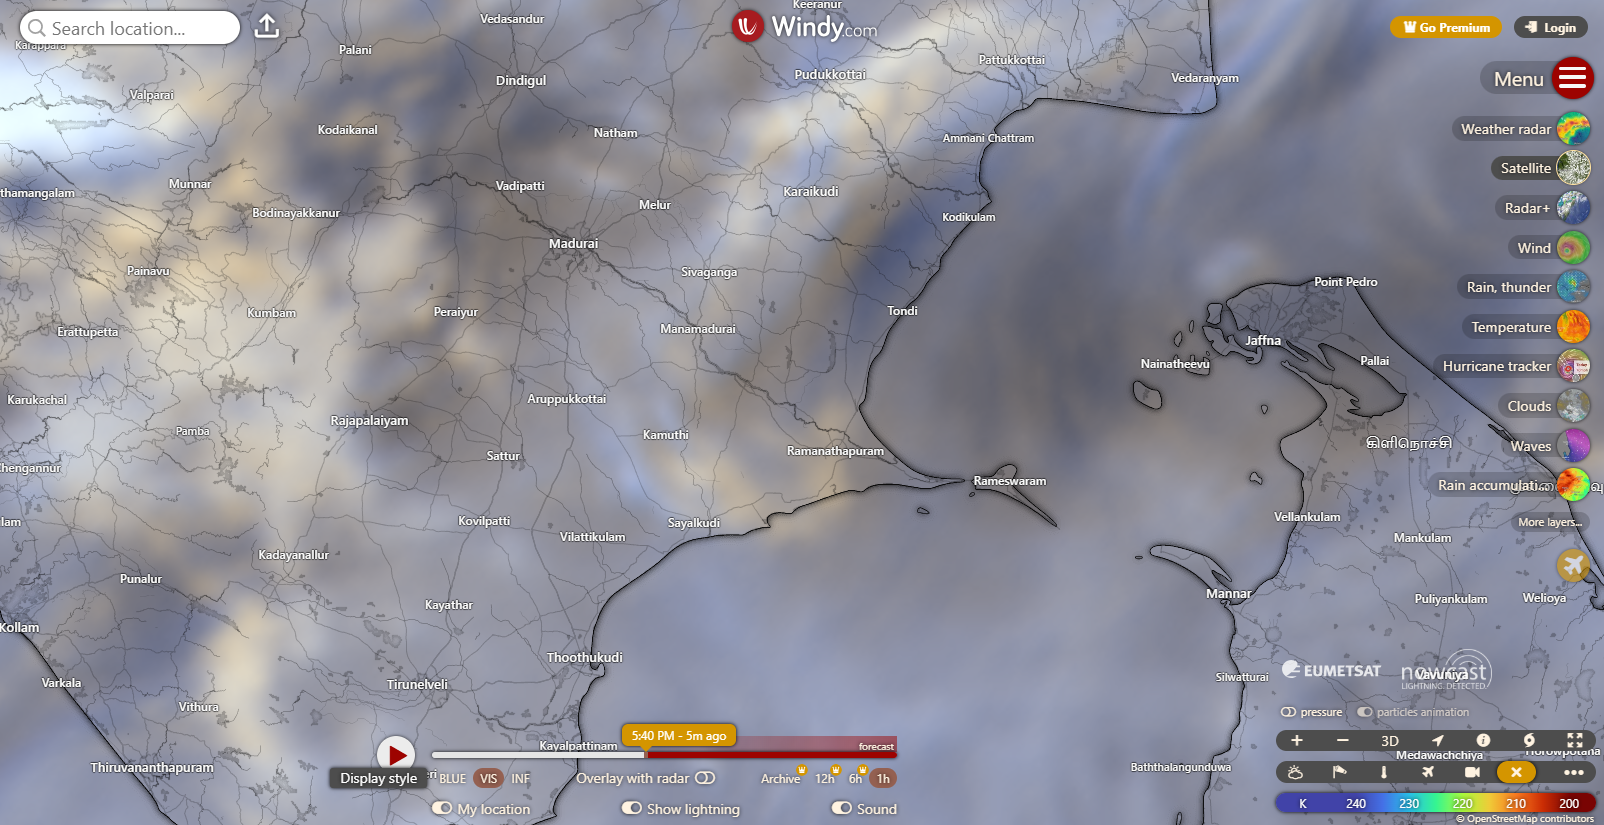 Keeranur
Vedasandur
Search location...
Windy.com
Go Premium
Login
Karappara
Palani
Pattukkottai
Dindigul
Pudukkottai
Vedaranyam
Menu
Valparai
Kodaikanal
Natham
Ammani Chattram
Weather radar
Satellite
thamangalam
Munnar
Vadipatti
Karaikudi
Melur
Radar+
Bodinayakkanur
Kodikulam
Madurai
Wind
Painavu
Sivaganga
Point Pedro
Rain, thunder
Kumbam
Peraiyur
Tondi
Erattupetta
Manamadurai
Temperature
Jaffna
Nainatheevu
Pallai
Hurricane tracker
Karukachal
Aruppukkottai
Clouds
Rajapalaiyam
Pamba
Kamuthi
கிளிநொச்சி
Waves
Sattur
Ramanathapuram
Chengannur
Rameswaram
Rain accumulati
lam
Kovilpatti
Sayalkudi
Vellankulam
More layers...
Vilattikulam
Mankulam
Kadayanallur
Punalur
Mannar
Kayathar
Puliyankulam
Welioya
Kollam
Thoothukudi
EUMETSAT
nowcast
Vavuniya
LIGHTNING DETECTED
Silwatturai
Varkala
Tirunelveli
Vithura
pressure
particles animation
5:40 PM - 5m ago
Kayalpattinam
forecast
3D
Medawachchiya
Horowpotana
Thiruvananthapuram
Baththalangunduwa
Display style
eri
BLUE
VIS
INF
Overlay with radar
Archive
12h
6h
1h
My location
Show lightning
Sound
K
240
230
220
210
200
© OpenStreetMap contributors